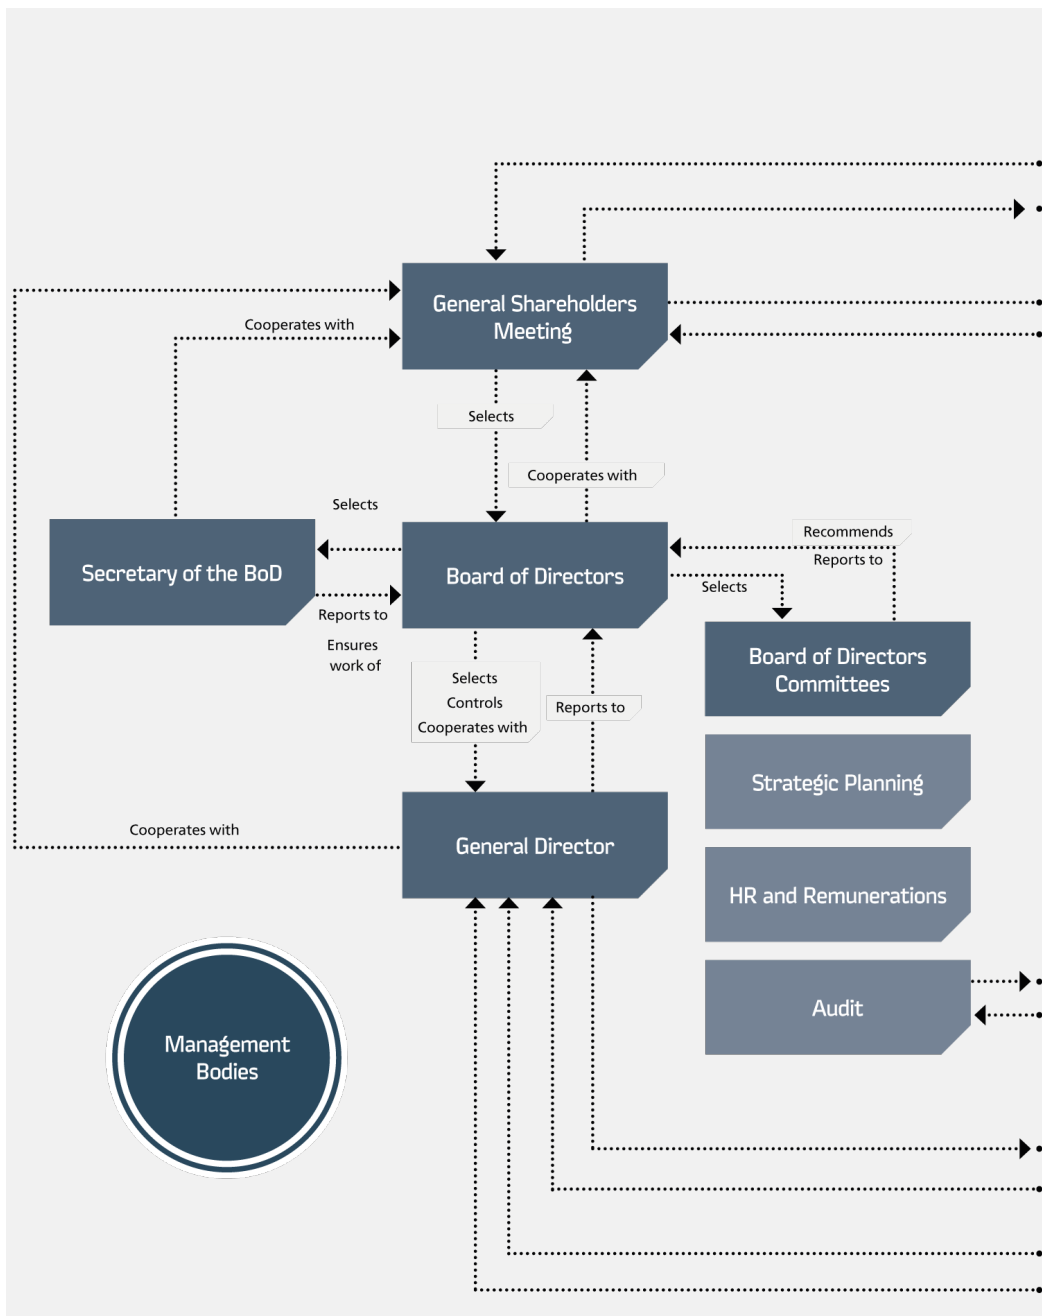 General Shareholders
Meeting
Cooperates with
Selects
Cooperates with
Selects
Secretary of the BoD
Board of Directors
Recommends
Reports to
Selects
Reports to
Ensures
work of
Selects
Controls
Cooperates with
Reports to
Board of Directors
Committees
Strategic Planning
Cooperates with
General Director
HR and Remunerations
Audit
Management
Bodies